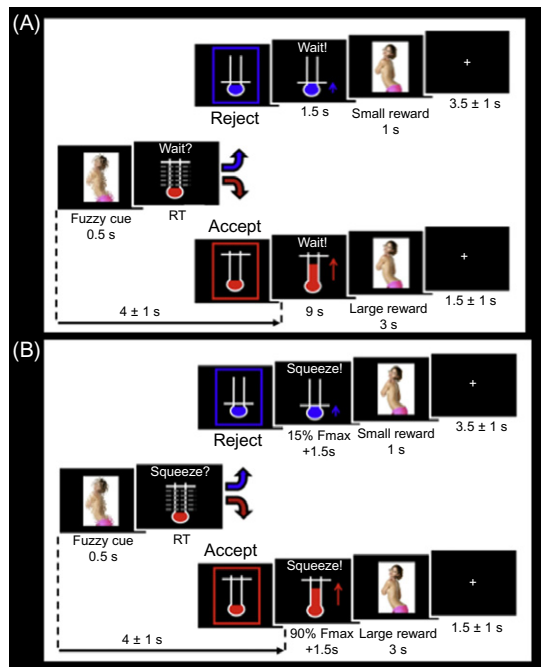 (A)
Wait!
Reject
1.5 s
Small reward
1 s
+
3.5 ± 1 s
Wait?
Fuzzy cue
0.5 s
RT
Accept
Wait!
9 s
Large reward
3 s
+
1.5 ± 1 s
4 ± 1 s
(B)
Squeeze!
Reject
15% Fmax
+1.5s
Small reward
1 s
+
3.5 ± 1 s
Squeeze?
Fuzzy cue
0.5 s
RT
Accept
Squeeze!
90% Fmax
+1.5s
Large reward
3 s
+
1.5 ± 1 s
4 ± 1 s